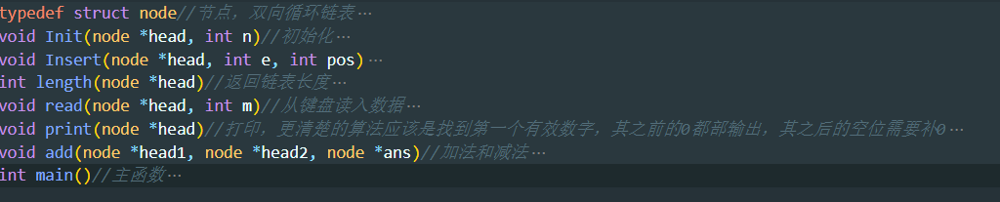 typedef struct node//节点，双向循环链表…
void Init(node *head, int n)//初始化…
void Insert(node *head, int e, int pos)…
int length(node *head)//返回链表长度…
void read(node *head, int m)//从键盘读入数据…
void print(node *head)//打印，更清楚的算法应该是找到第一个有效数字，其之前的0都部输出，其之后的空位需要补0…
void add(node *head1, node *head2, node *ans)//加法和减法…
int main()//主函数…